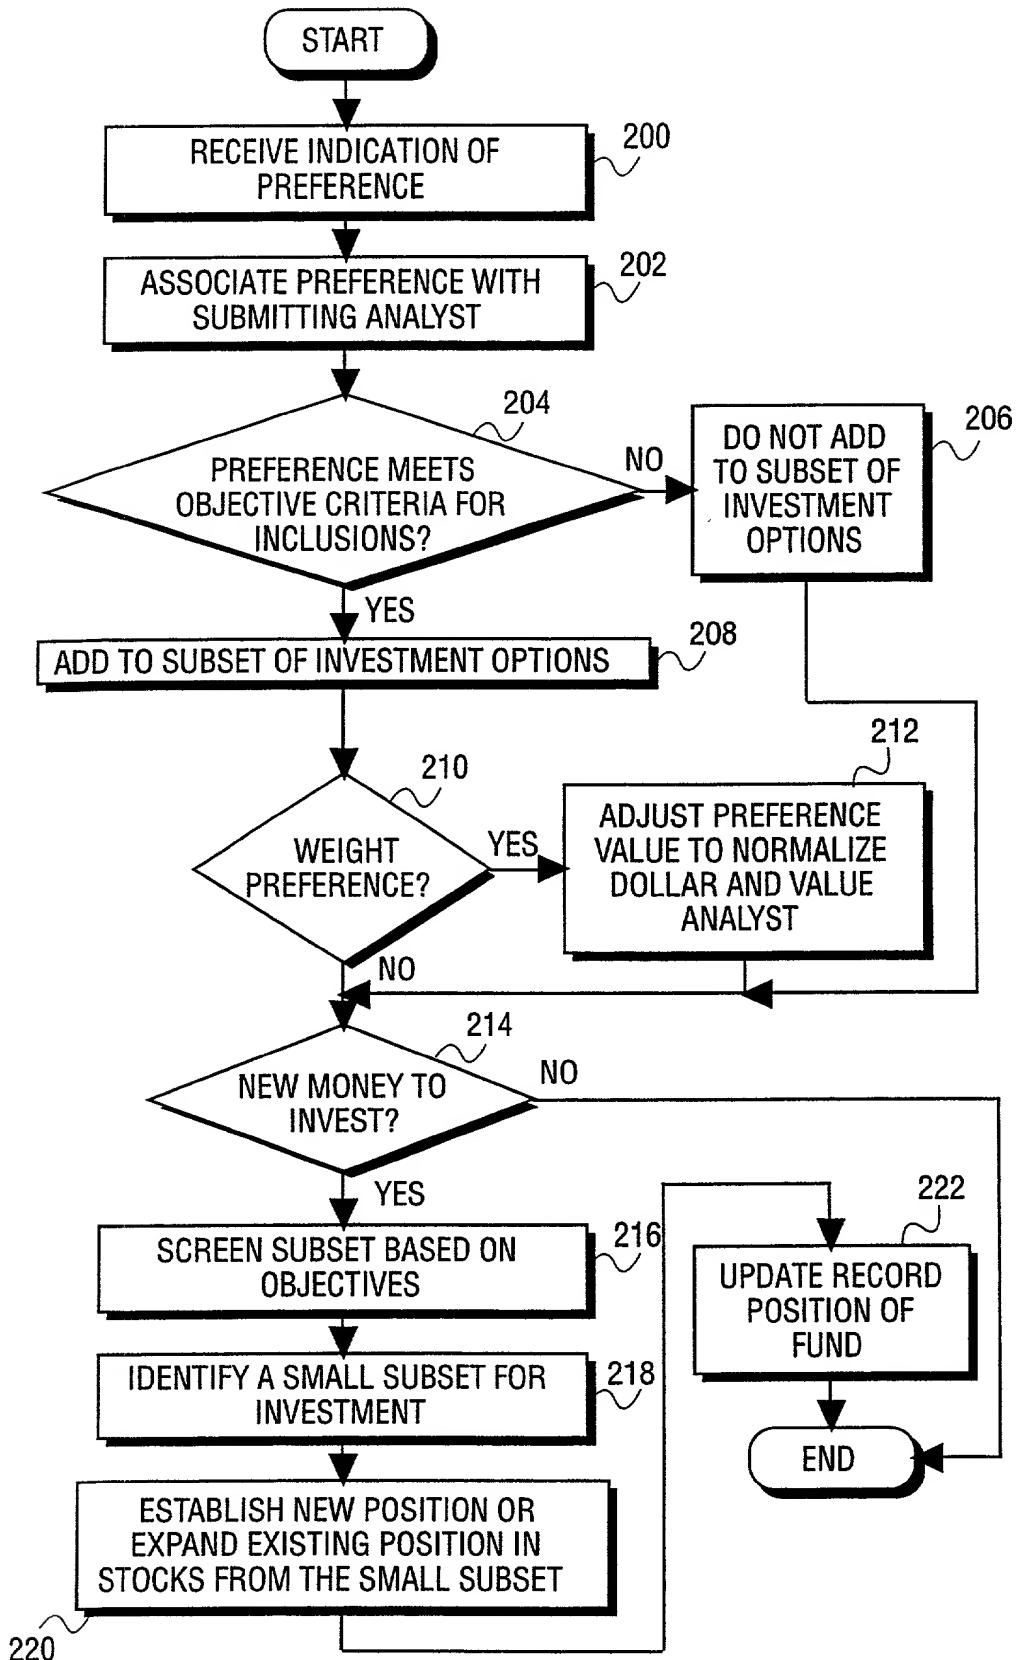 START
RECEIVE INDICATION OF
PREFERENCE
200
ASSOCIATE PREFERENCE WITH
SUBMITTING ANALYST
202
204
PREFERENCE MEETS
OBJECTIVE CRITERIA FOR
INCLUSIONS?
NO
DO NOT ADD
TO SUBSET OF
INVESTMENT
OPTIONS
206
YES
ADD TO SUBSET OF INVESTMENT OPTIONS
208
210
WEIGHT
PREFERENCE?
YES
212
ADJUST PREFERENCE
VALUE TO NORMALIZE
DOLLAR AND VALUE
ANALYST
NO
214
NEW MONEY TO
INVEST?
NO
YES
SCREEN SUBSET BASED ON
OBJECTIVES
216
IDENTIFY A SMALL SUBSET FOR
INVESTMENT
218
ESTABLISH NEW POSITION OR
EXPAND EXISTING POSITION IN
STOCKS FROM THE SMALL SUBSET
220
222
UPDATE RECORD
POSITION OF
FUND
END